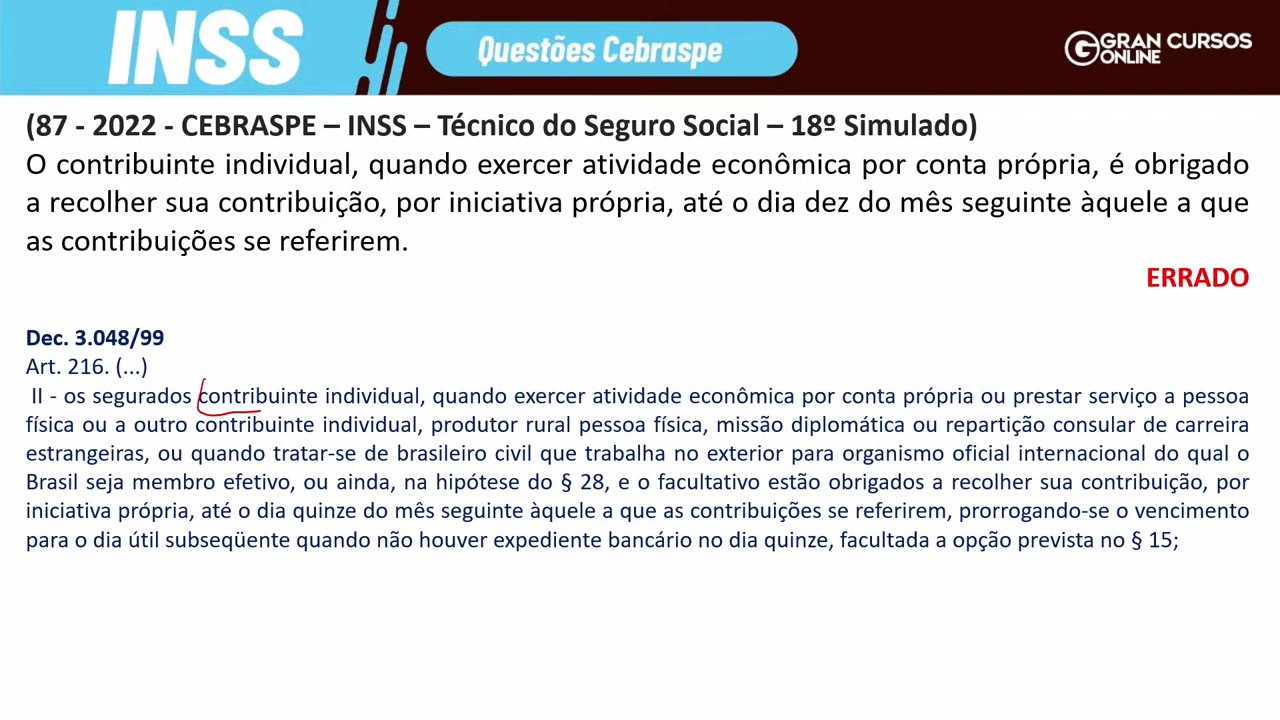 INSS
Questões Cebraspe
GRAN CURSOS
ONLINE
(87 - 2022 - CEBRASPE – INSS – Técnico do Seguro Social – 18º Simulado)
O contribuinte individual, quando exercer atividade econômica por conta própria, é obrigado
a recolher sua contribuição, por iniciativa própria, até o dia dez do mês seguinte àquele a que
as contribuições se referirem.
ERRADO
Dec. 3.048/99
Art. 216. (...)
II - os segurados contribuinte individual, quando exercer atividade econômica por conta própria ou prestar serviço a pessoa
física ou a outro contribuinte individual, produtor rural pessoa física, missão diplomática ou repartição consular de carreira
estrangeiras, ou quando tratar-se de brasileiro civil que trabalha no exterior para organismo oficial internacional do qual o
Brasil seja membro efetivo, ou ainda, na hipótese do § 28, e o facultativo estão obrigados a recolher sua contribuição, por
iniciativa própria, até o dia quinze do mês seguinte àquele a que as contribuições se referirem, prorrogando-se o vencimento
para o dia útil subseqüente quando não houver expediente bancário no dia quinze, facultada a opção prevista no § 15;